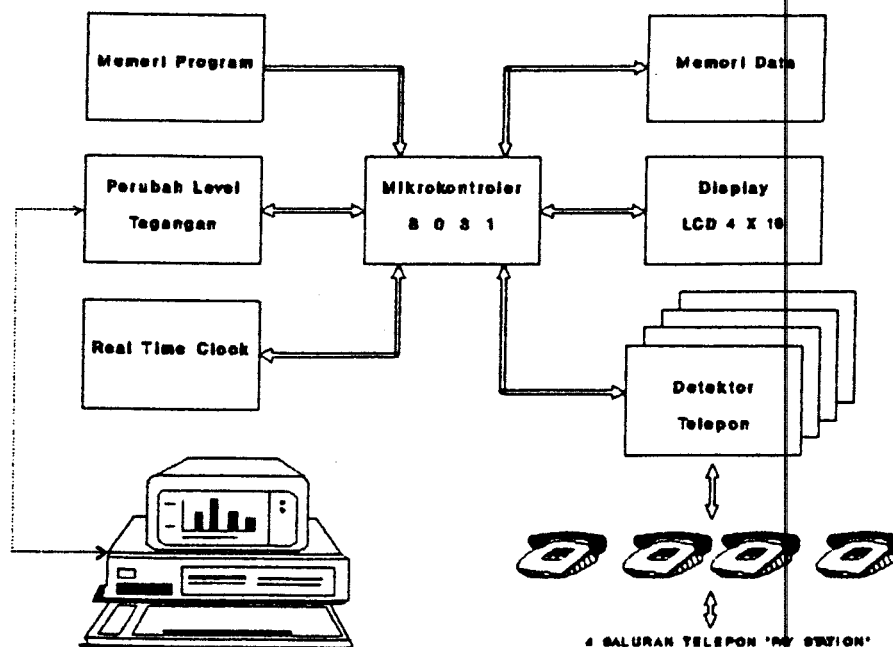 Memori Program
Memori Data
Perubah Level
Tegangan
Mikrokontroler
8 0 3 1
Display
LCD 4 X 16
Real Time Clock
Detektor
Telepon
4 SALURAN TELEPON "PAY STATION"